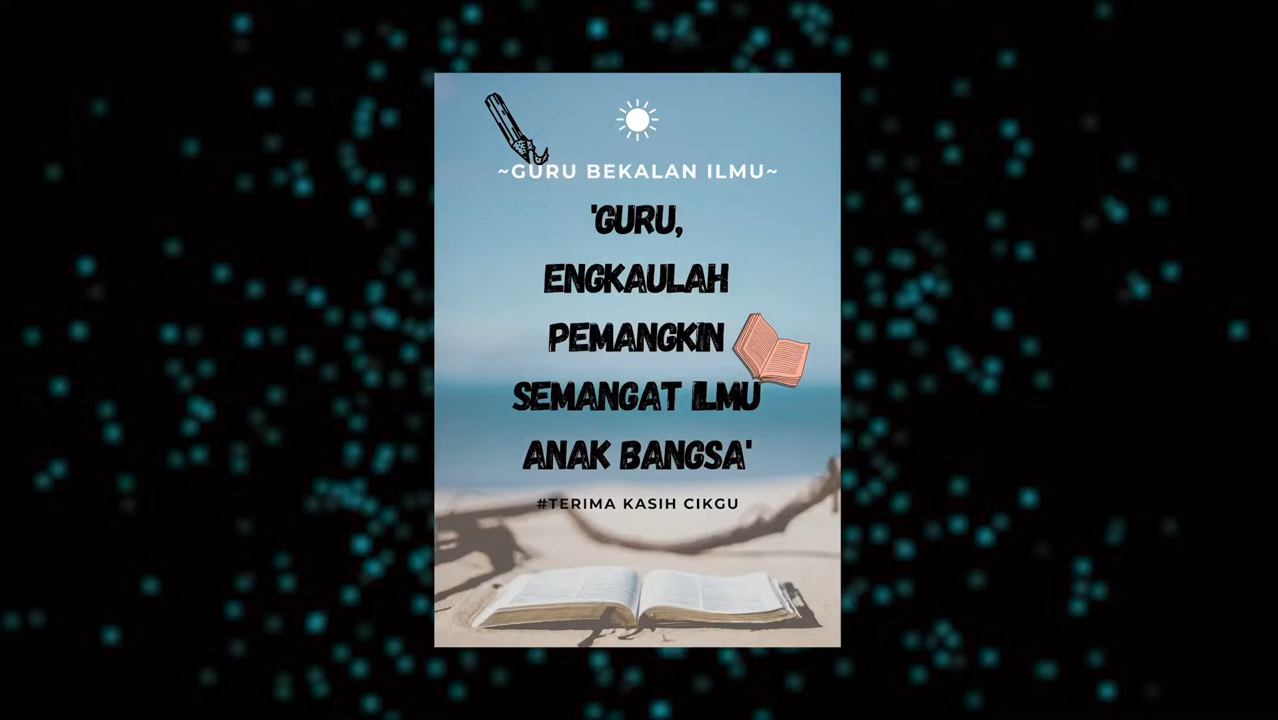 ~GURU BEKALAN ILMU~
'GURU,
ENGKAULAH
PEMANGKIN
SEMANGAT ILMU
ANAK BANGSA'
#TERIMA KASIH CIKGU